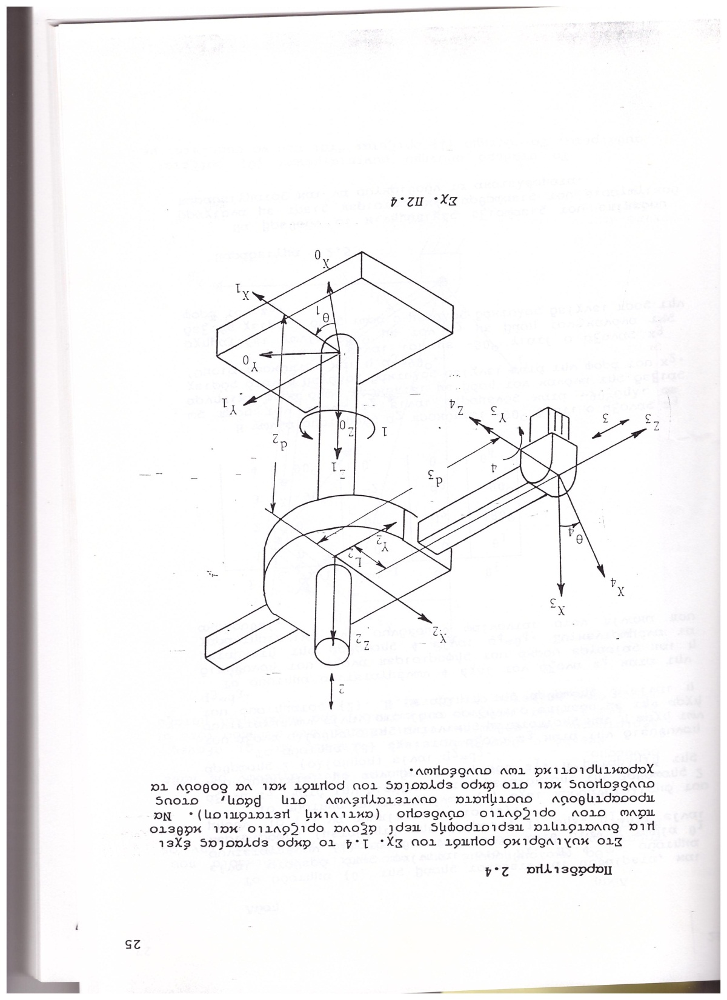 25
Παράδειγμα 2.4
Στο κυλινδρικό ρομπότ του Σχ. 1.4 το άκρο εργασίας έχει
μια δυνατότητα περιστροφής περί άξονα οριζόντιο και κάθετο
πάνω στον οριζόντιο σύνδεσμο (ακτινική μετατόπιση). Να
προσαρτηθούν συστήματα συντεταγμένων στη βάση, στους
συνδέσμους και στο άκρο εργασίας του ρομπότ και να δοθούν τα
χαρακτηριστικά των συνδέσμων.
2
Z2
X2
X3
X4
L2
Y2
θ4
d3
Z1
4
d2
1
Z0
3
Z3
Y3
Z4
Y1
Y0
θ1
X1
X0
Σχ. Π2.4